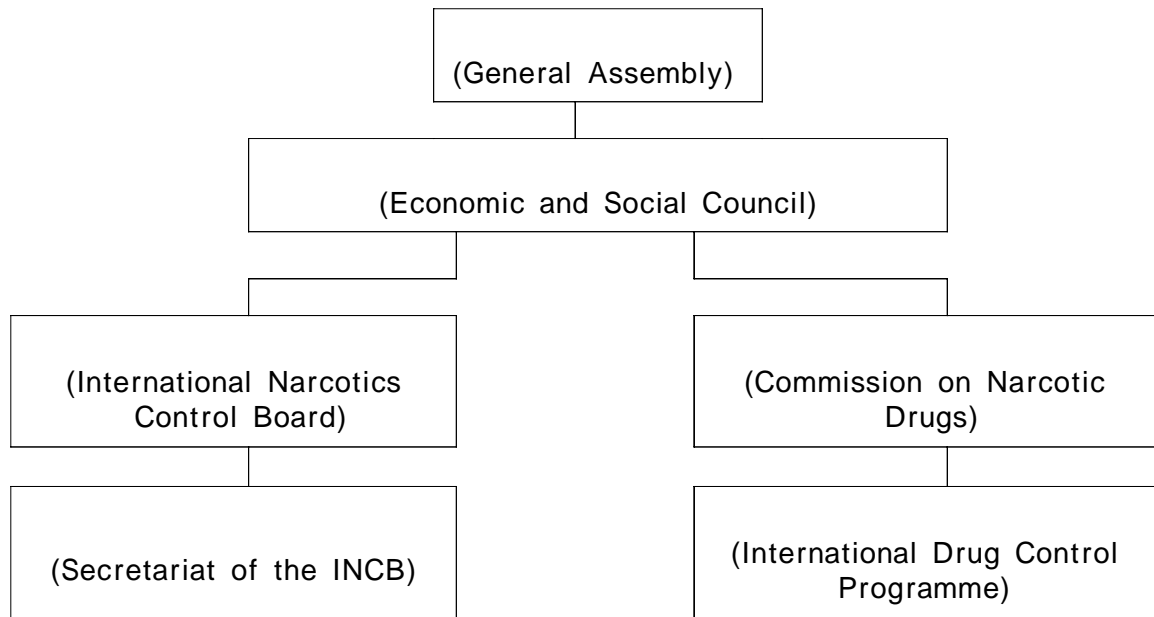 (General Assembly)
(Economic and Social Council)
(International Narcotics
Control Board)
(Commission on Narcotic
Drugs)
(Secretariat of the INCB)
(International Drug Control
Programme)